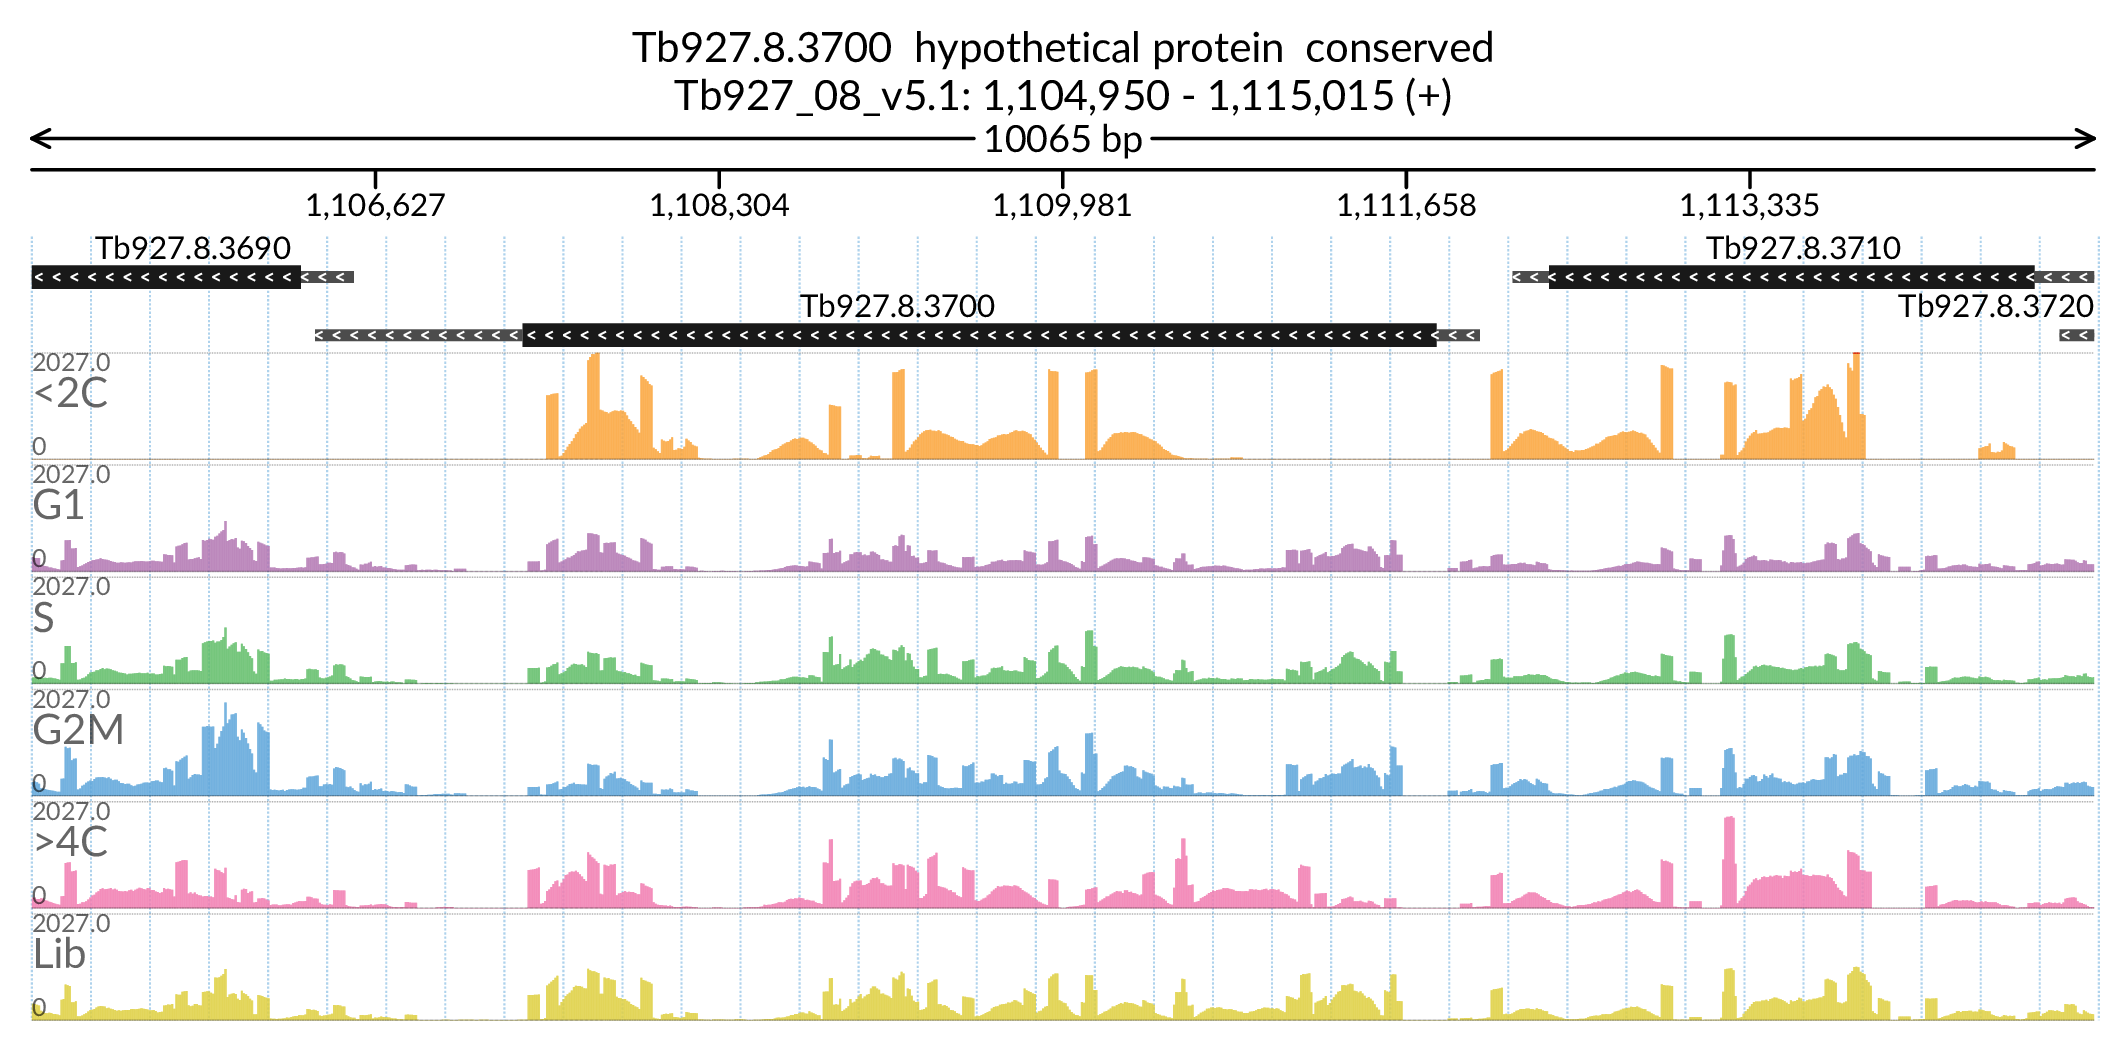 Tb927.8.3700  hypothetical protein  conserved
Tb927_08_v5.1: 1,104,950 - 1,115,015 (+)
10065 bp
1,106,627 1,108,304 1,109,981 1,111,658 1,113,335
Tb927.8.3690 Tb927.8.3710
Tb927.8.3700 Tb927.8.3720
2027.0
<2C
0
2027.0
G1
0
2027.0
S
0
2027.0
G2M
0
2027.0
>4C
0
2027.0
Lib
0